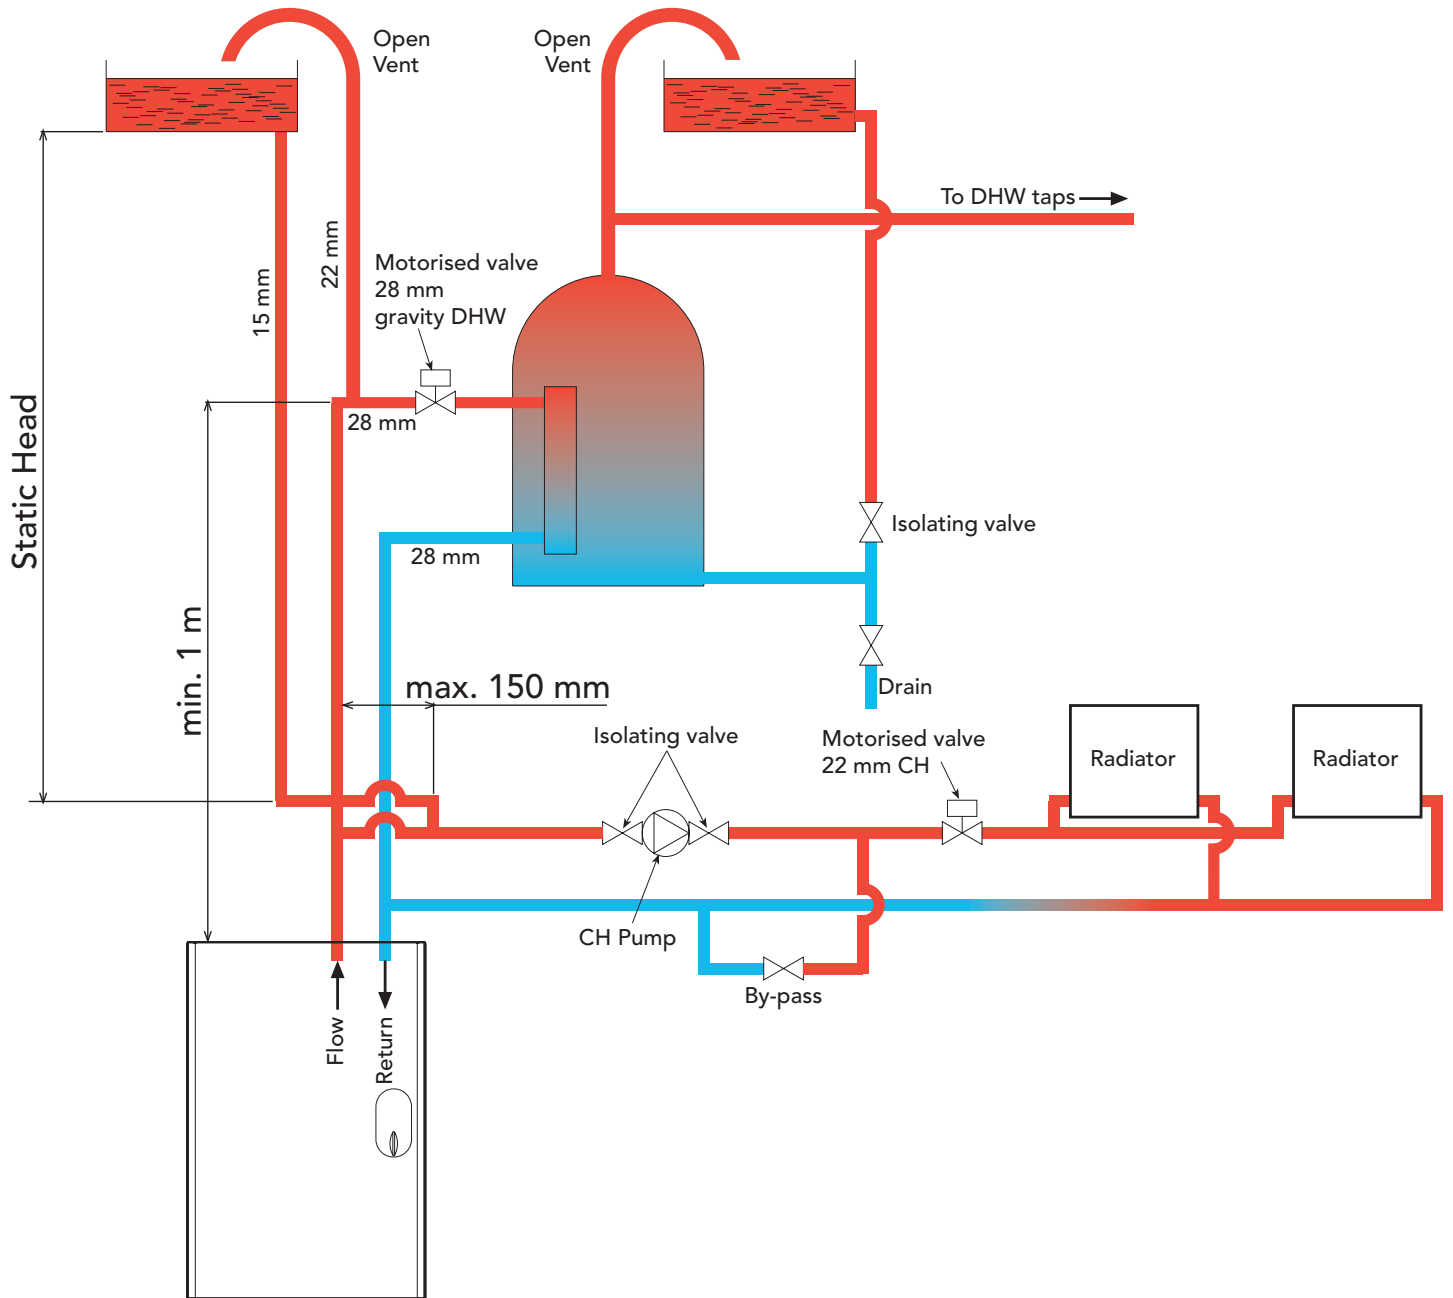 Open
Vent
Open
Vent
To DHW taps
22 mm
15 mm
Motorised valve
28 mm
gravity DHW
28 mm
Static Head
Isolating valve
28 mm
min. 1 m
max. 150 mm
Drain
Isolating valve
Motorised valve
22 mm CH
Radiator
Radiator
CH Pump
By-pass
Flow
Return